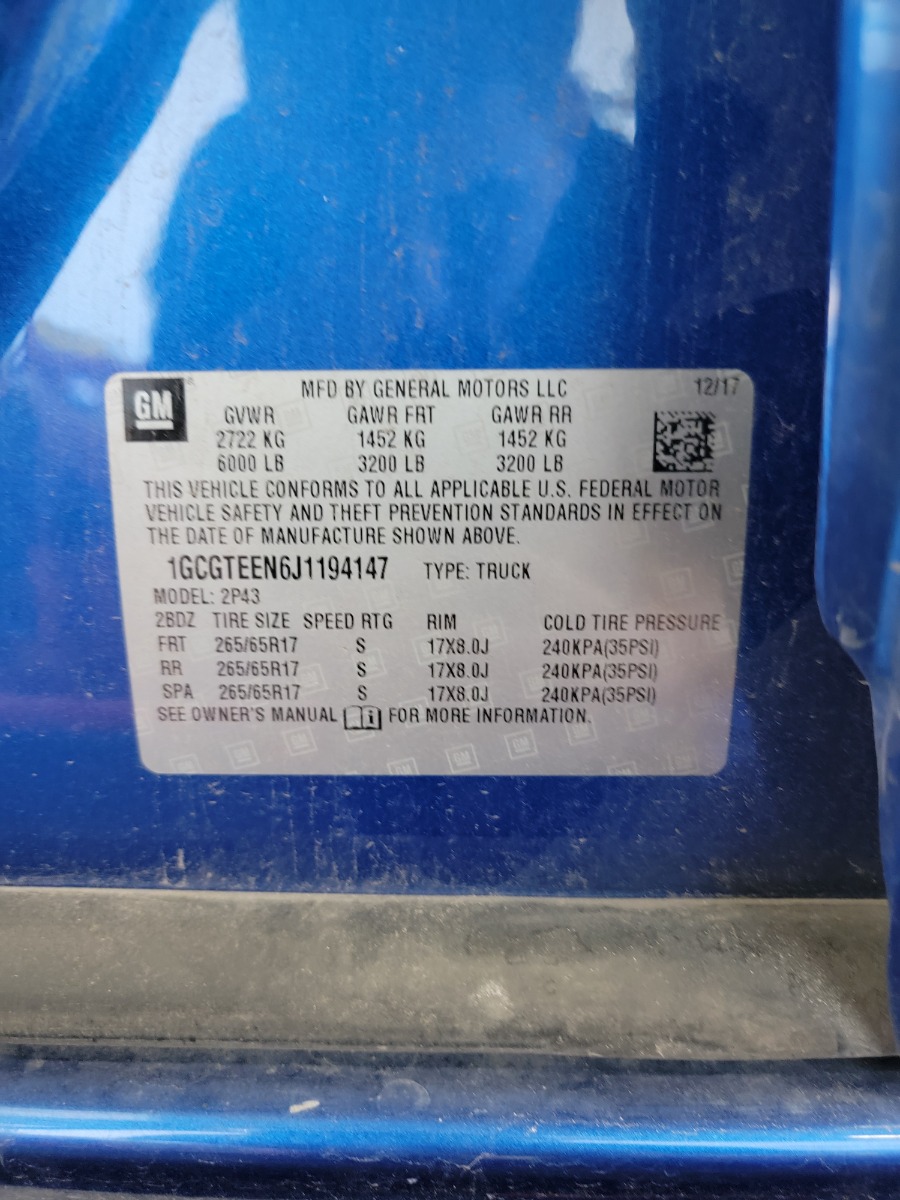 GM
MFD BY GENERAL MOTORS LLC 12/17
GVWR GAWR FRT GAWR RR
2722 KG 1452 KG 1452 KG
6000 LB 3200 LB 3200 LB
THIS VEHICLE CONFORMS TO ALL APPLICABLE U.S. FEDERAL MOTOR
VEHICLE SAFETY AND THEFT PREVENTION STANDARDS IN EFFECT ON
THE DATE OF MANUFACTURE SHOWN ABOVE.
1GCGTEEN6J1194147 TYPE: TRUCK
MODEL: 2P43
2BDZ TIRE SIZE SPEED RTG RIM COLD TIRE PRESSURE
FRT 265/65R17 S 17X8.0J 240KPA(35PSI)
RR 265/65R17 S 17X8.0J 240KPA(35PSI)
SPA 265/65R17 S 17X8.0J 240KPA(35PSI)
SEE OWNER'S MANUAL i FOR MORE INFORMATION.